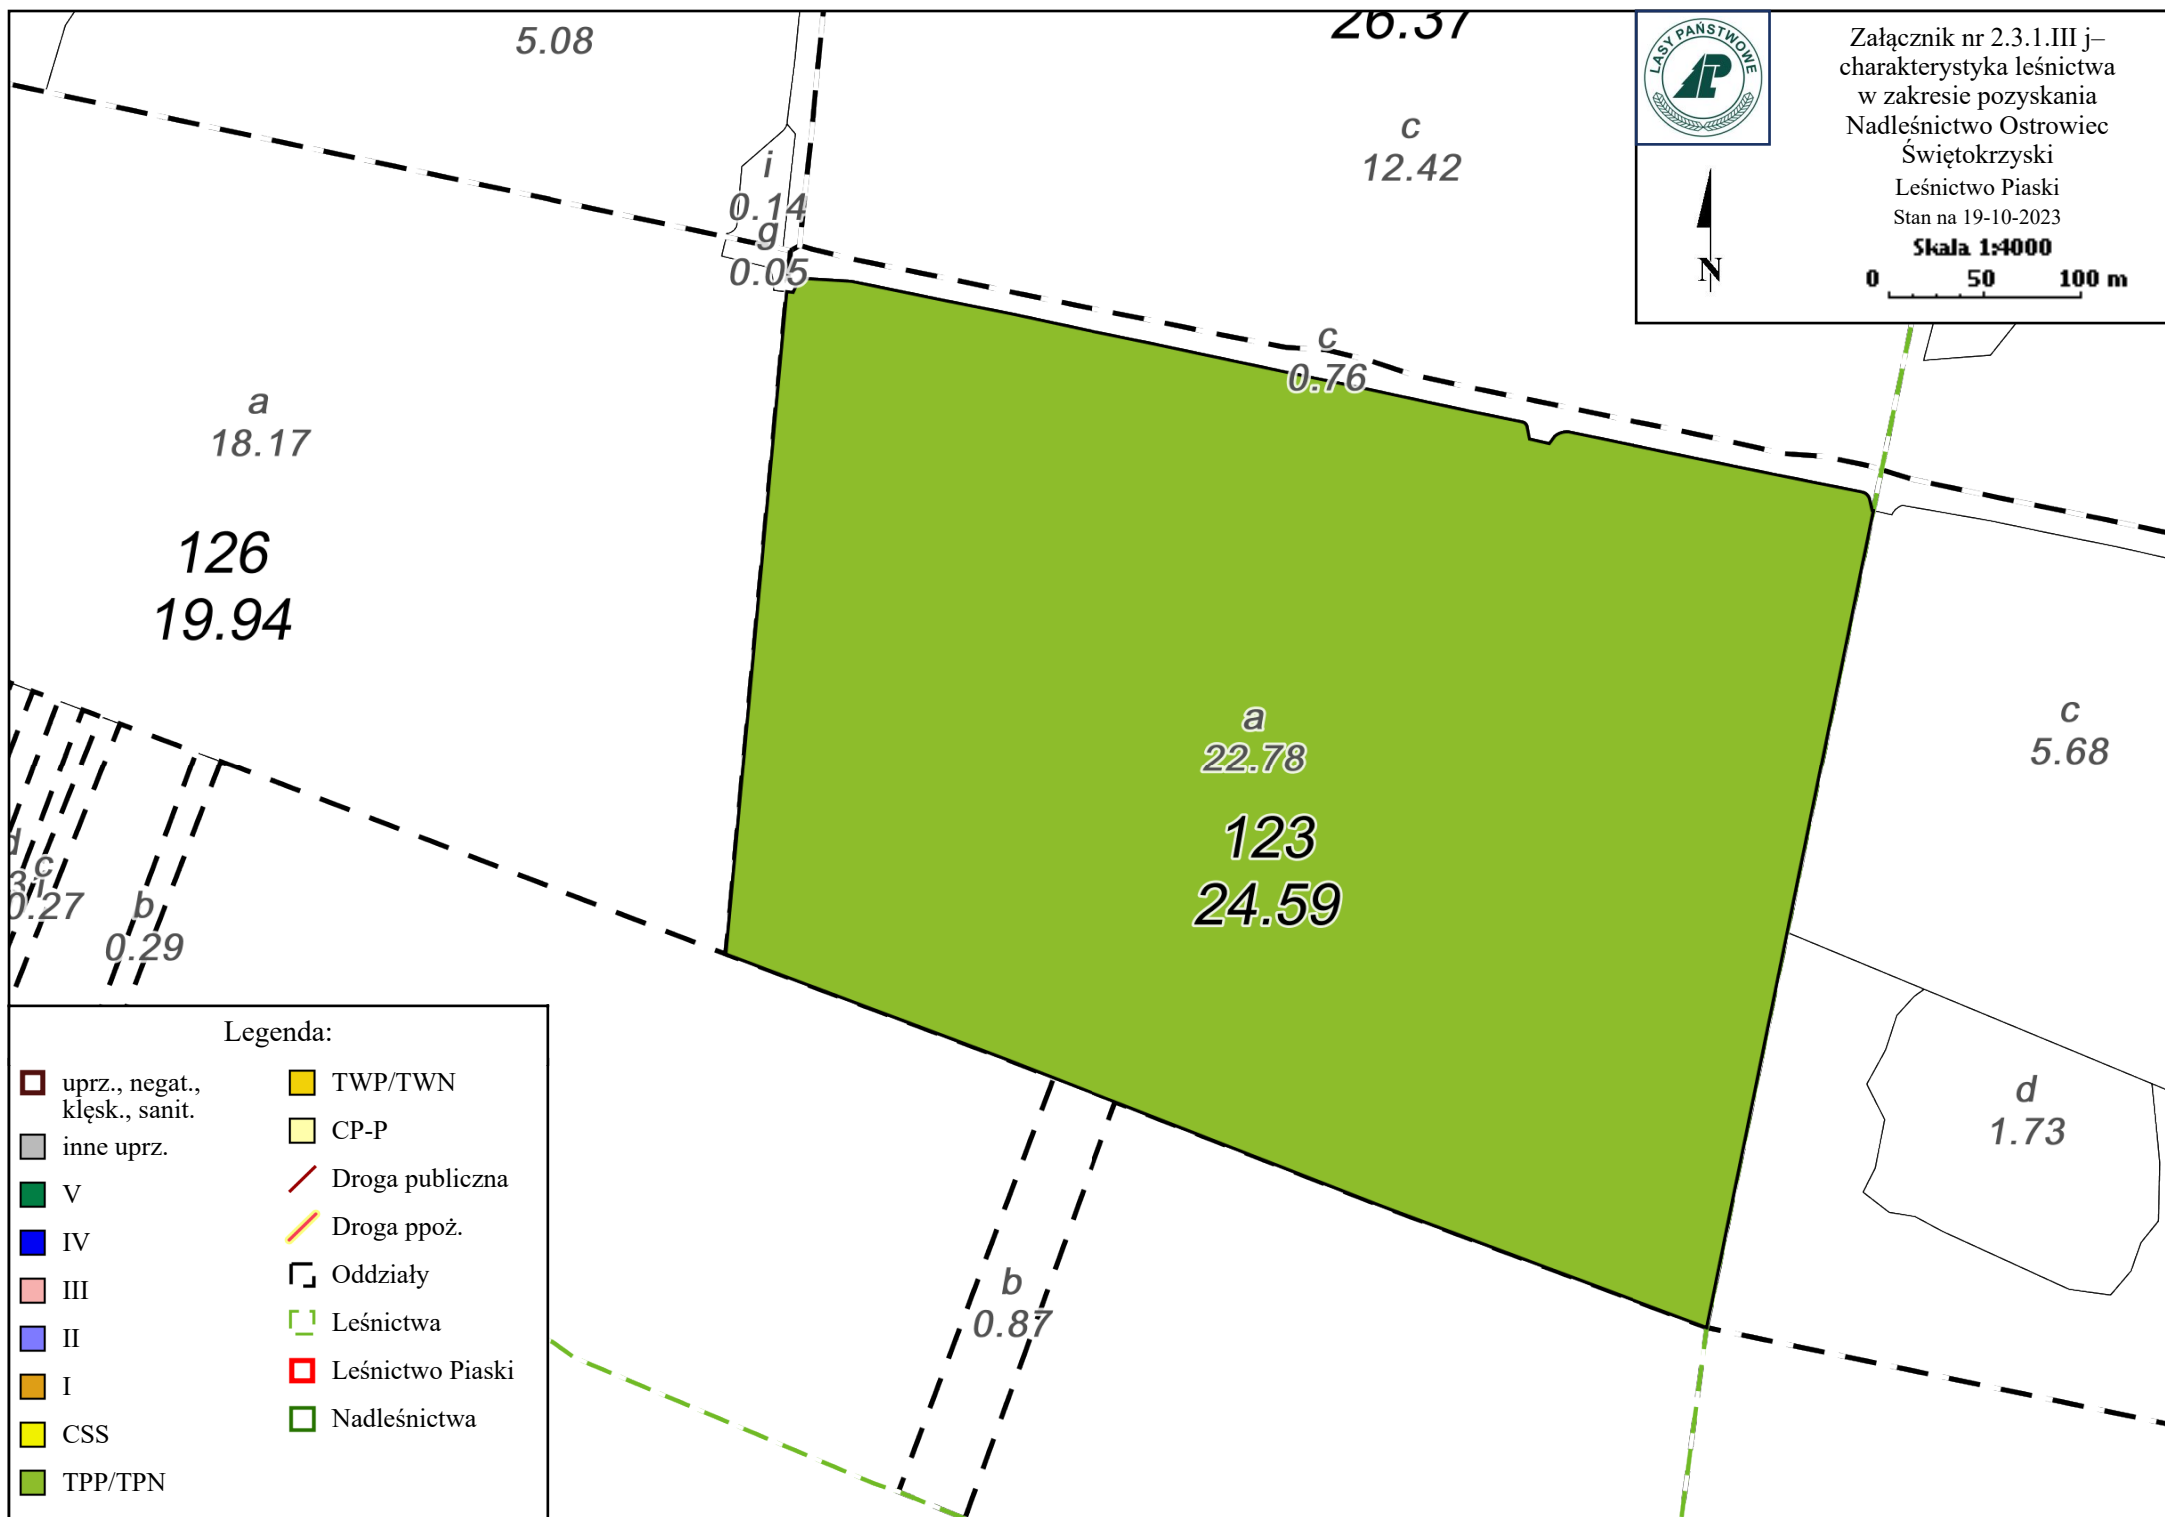 5.08
26.37
LASY PAŃSTWOWE
Załącznik nr 2.3.1.III j–
charakterystyka leśnictwa
w zakresie pozyskania
Nadleśnictwo Ostrowiec
Świętokrzyski
Leśnictwo Piaski
Stan na 19-10-2023
Skala 1:4000
0 50 100 m
N
c
12.42
i
0.14
g
0.05
c
0.76
a
18.17
126
19.94
a
22.78
123
24.59
c
5.68
d
c
0.27
b
0.29
d
1.73
b
0.87
Legenda:
uprz., negat.,
klęsk., sanit.
inne uprz.
V
IV
III
II
I
CSS
TPP/TPN
TWP/TWN
CP-P
Droga publiczna
Droga ppoż.
Oddziały
Leśnictwa
Leśnictwo Piaski
Nadleśnictwa